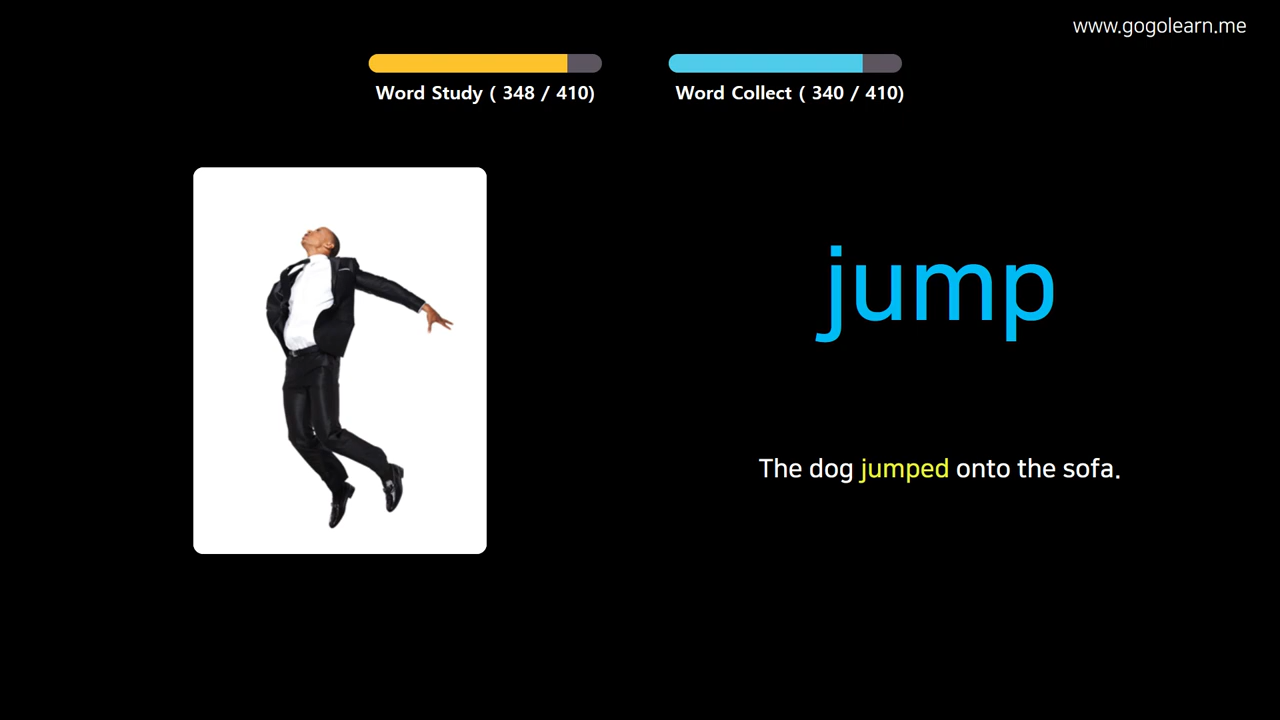 www.gogolearn.me
Word Study ( 348 / 410)
Word Collect ( 340 / 410)
jump
The dog jumped onto the sofa.